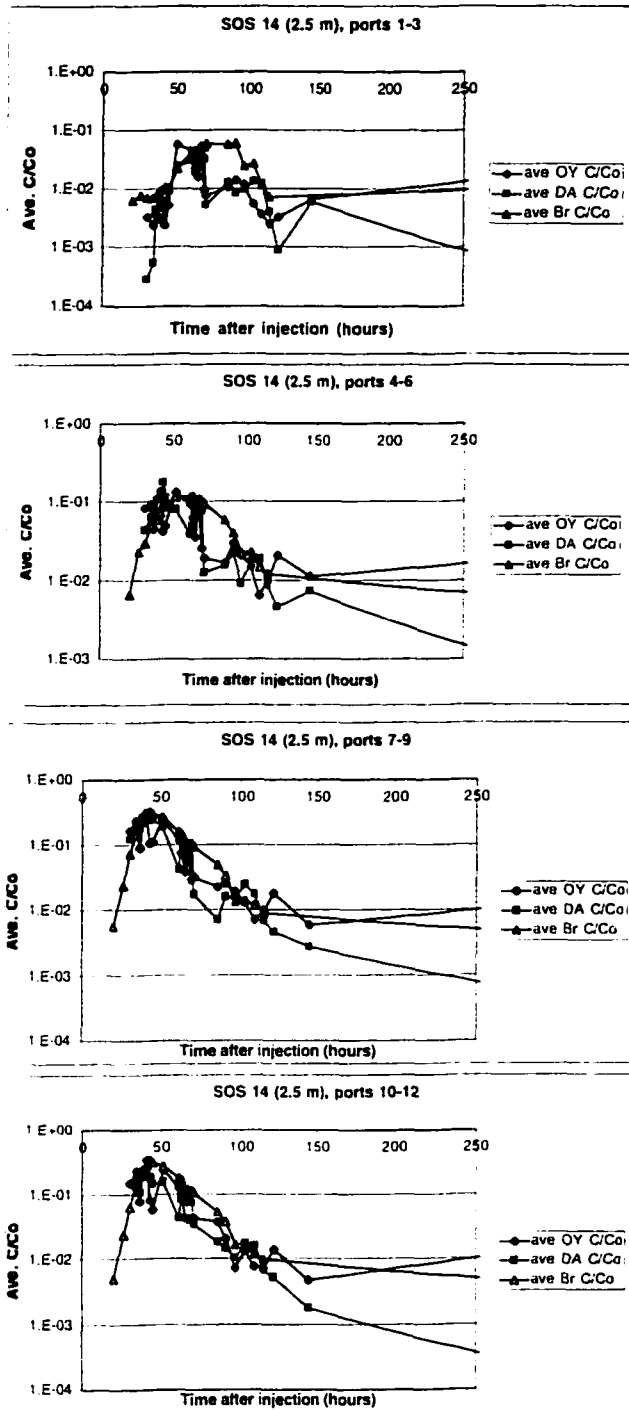 SOS 14 (2.5 m), ports 1-3
1.E+00
0 50 100 150 200 250
1.E-01
1.E-02
1.E-03
1.E-04
Ave. C/Co
Time after injection (hours)
ave OY C/Co
ave DA C/Co
ave Br C/Co
SOS 14 (2.5 m), ports 4-6
1.E+00
0 50 100 150 200 250
1.E-01
1.E-02
1.E-03
Ave. C/Co
Time after injection (hours)
ave OY C/Co
ave DA C/Co
ave Br C/Co
SOS 14 (2.5 m), ports 7-9
1.E+00
0 50 100 150 200 250
1.E-01
1.E-02
1.E-03
1.E-04
Ave. C/Co
Time after injection (hours)
ave OY C/Co
ave DA C/Co
ave Br C/Co
SOS 14 (2.5 m), ports 10-12
1.E+00
0 50 100 150 200 250
1.E-01
1.E-02
1.E-03
1.E-04
Ave. C/Co
Time after injection (hours)
ave OY C/Co
ave DA C/Co
ave Br C/Co